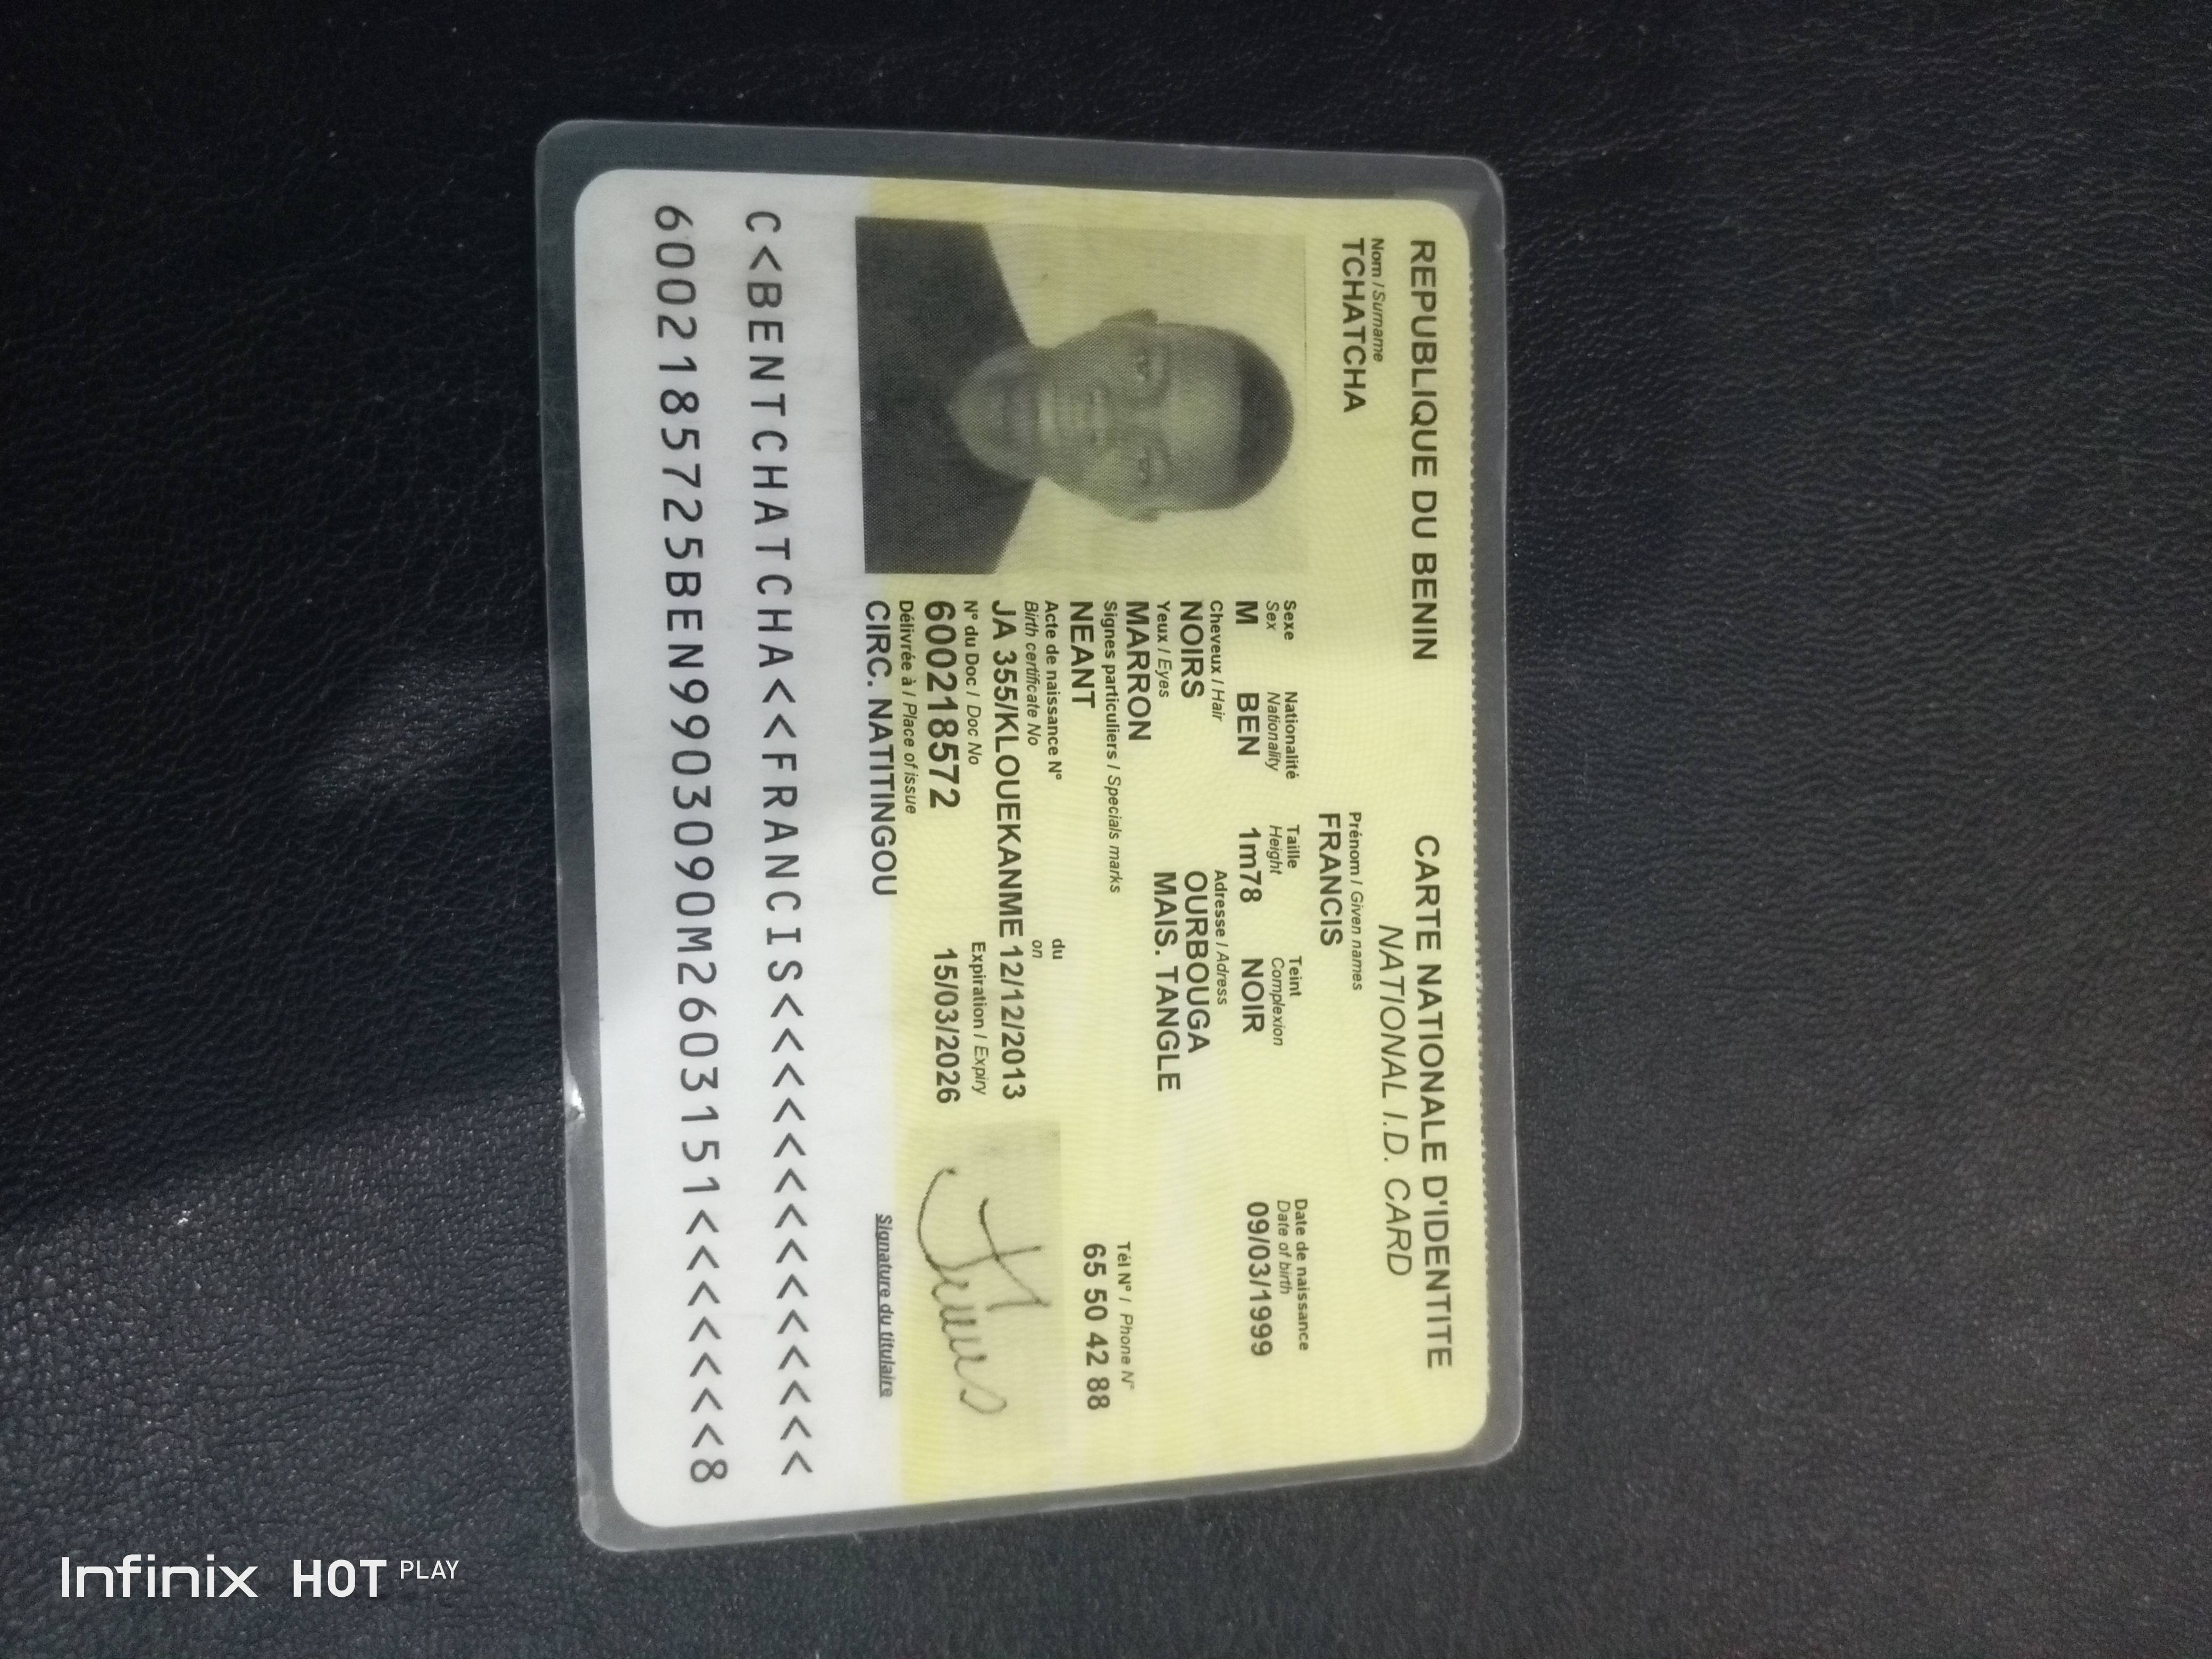 REPUBLIQUE DU BENIN
CARTE NATIONALE D'IDENTITE
NATIONAL I.D. CARD
Nom / Surname
TCHATCHA
Prénom / Given names
FRANCIS
Sexe Nationalité Taille Teint Date de naissance
Sex Nationality Height Complexion Date of birth
M BEN 1m78 NOIR 09/03/1999
Cheveux / Hair Adresse / Adress
NOIRS OURBOUGA
Yeux / Eyes MAIS. TANGLE
MARRON
Signes particuliers / Specials marks Tél N° / Phone N°
NEANT 65 50 42 88
Acte de naissance N° du
Birth certificate No on
JA 355/KLOUEKANME 12/12/2013
N° du Doc / Doc No Expiration / Expiry
600218572 15/03/2026
Délivrée à / Place of issue
CIRC. NATITINGOU
Signature du titulaire
C<BENTCHATCHA<<FRANCIS<<<<<<<<<<<<<
6002185725BEN9903090M2603151<<<<<<<8
Infinix HOT PLAY